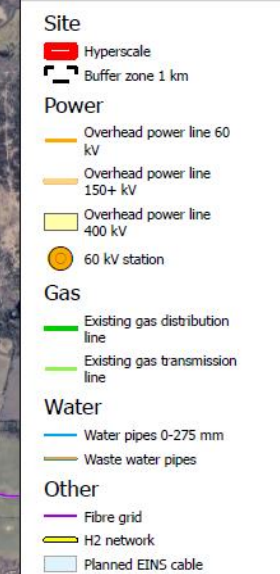 Site
Hyperscale
Buffer zone 1 km
Power
Overhead power line 60
kV
Overhead power line
150+ kV
Overhead power line
400 kV
60 kV station
Gas
Existing gas distribution
line
Existing gas transmission
line
Water
Water pipes 0-275 mm
Waste water pipes
Other
Fibre grid
H2 network
Planned EINS cable